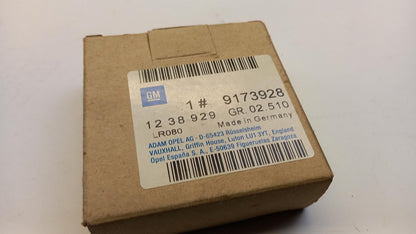 GM
1 # 9173928
12 38 929 GR. 02.510
LR080 Made in Germany
ADAM OPEL AG - D-65423 Rüsselsheim
VAUXHALL, Griffin House, Luton LU1 3YT, England
Opel España S. A., E-50639 Figueruelas Zaragoza